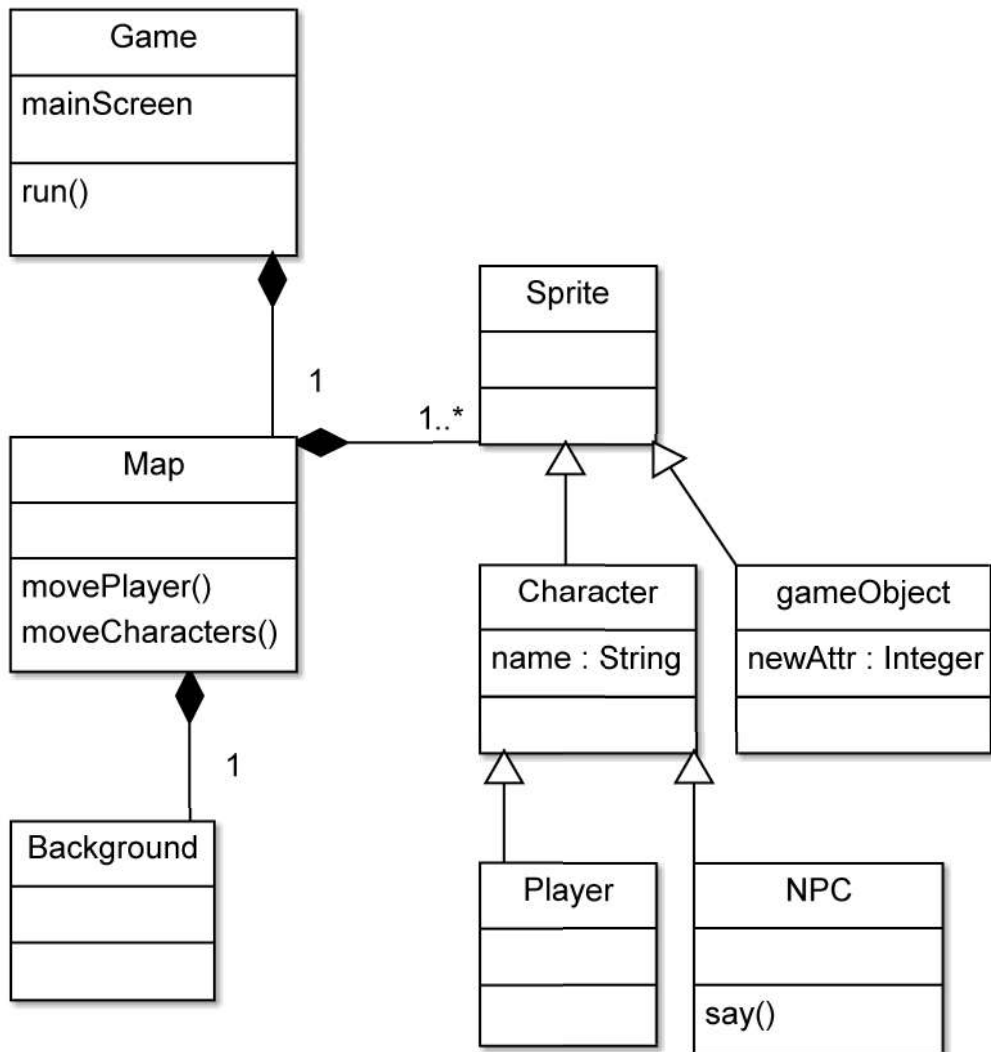 Game
mainScreen
run()
Sprite
1
1..*
Map
movePlayer()
moveCharacters()
Character
name : String
gameObject
newAttr : Integer
1
Background
Player
NPC
say()